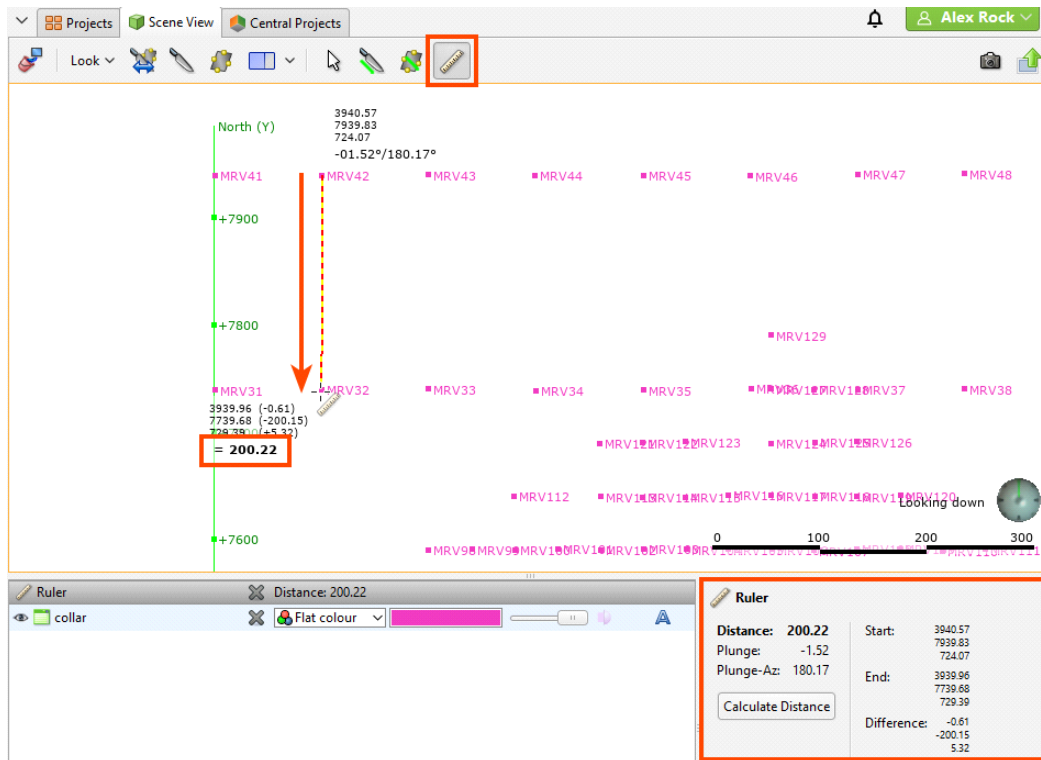 Projects Scene View Central Projects Alex Rock
Look
3940.57
7939.83
724.07
-01.52°/180.17°
North (Y)
MRV41 MRV42 MRV43 MRV44 MRV45 MRV46 MRV47 MRV48
+7900
+7800
MRV129
MRV31 MRV32 MRV33 MRV34 MRV35 MRV37 MRV38
3939.96 (-0.61)
7739.68 (-200.15)
729.39 (+5.32)
= 200.22
MRV123 MRV126
MRV112
Looking down
+7600
0 100 200 300
Ruler Distance: 200.22
collar Flat colour A
Ruler
Distance: 200.22
Plunge: -1.52
Plunge-Az: 180.17
Calculate Distance
Start: 3940.57
7939.83
724.07
End: 3939.96
7739.68
729.39
Difference: -0.61
-200.15
5.32